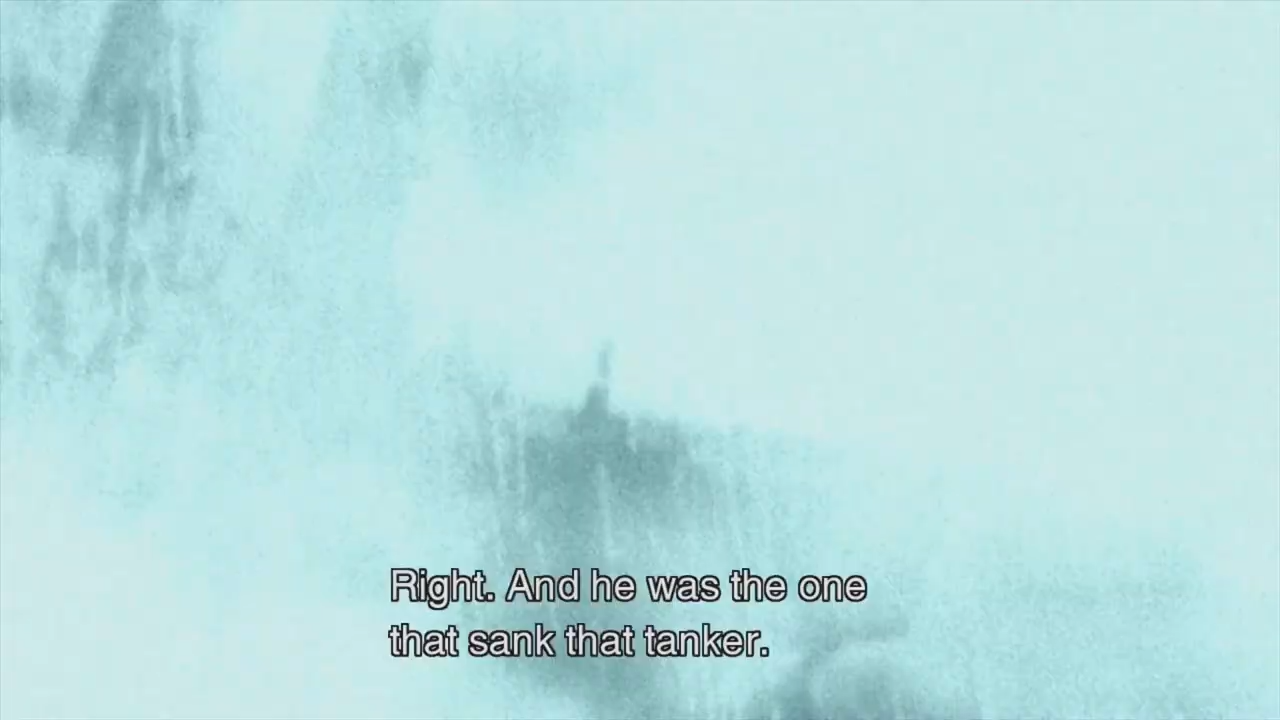 Right. And he was the one
that sank that tanker.